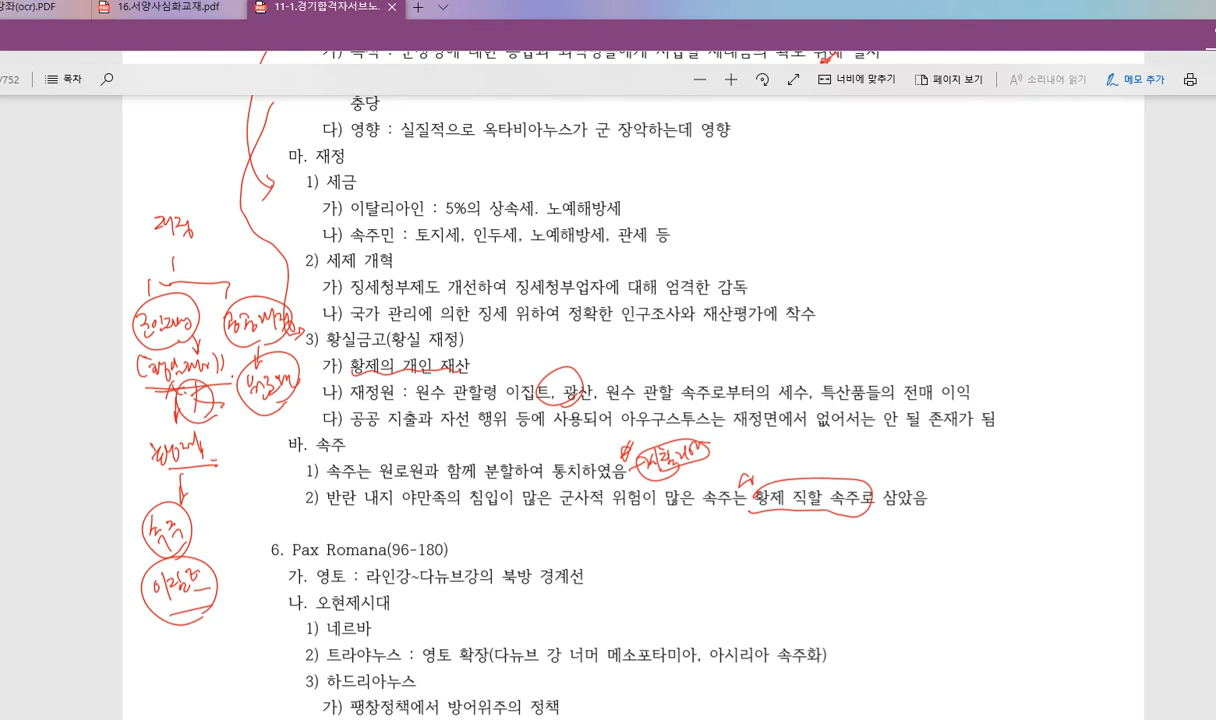 강좌(ocr).PDF
16.서양사심화교재.pdf
11-1.경기합격자서브노
/752
목차
너비에 맞추기
페이지 보기
소리내어 읽기
메모 추가
충당
다) 영향 : 실질적으로 옥타비아누스가 군 장악하는데 영향
마. 재정
1) 세금
가) 이탈리아인 : 5%의 상속세. 노예해방세
나) 속주민 : 토지세, 인두세, 노예해방세, 관세 등
2) 세제 개혁
가) 징세청부제도 개선하여 징세청부업자에 대해 엄격한 감독
나) 국가 관리에 의한 징세 위하여 정확한 인구조사와 재산평가에 착수
3) 황실금고(황실 재정)
가) 황제의 개인 재산
나) 재정원 : 원수 관할령 이집트, 광산, 원수 관할 속주로부터의 세수, 특산품들의 전매 이익
다) 공공 지출과 자선 행위 등에 사용되어 아우구스투스는 재정면에서 없어서는 안 될 존재가 됨
바. 속주
1) 속주는 원로원과 함께 분할하여 통치하였음
2) 반란 내지 야만족의 침입이 많은 군사적 위험이 많은 속주는 황제 직할 속주로 삼았음
6. Pax Romana(96-180)
가. 영토 : 라인강~다뉴브강의 북방 경계선
나. 오현제시대
1) 네르바
2) 트라야누스 : 영토 확장(다뉴브 강 너머 메소포타미아, 아시리아 속주화)
3) 하드리아누스
가) 팽창정책에서 방어위주의 정책
재정
속주